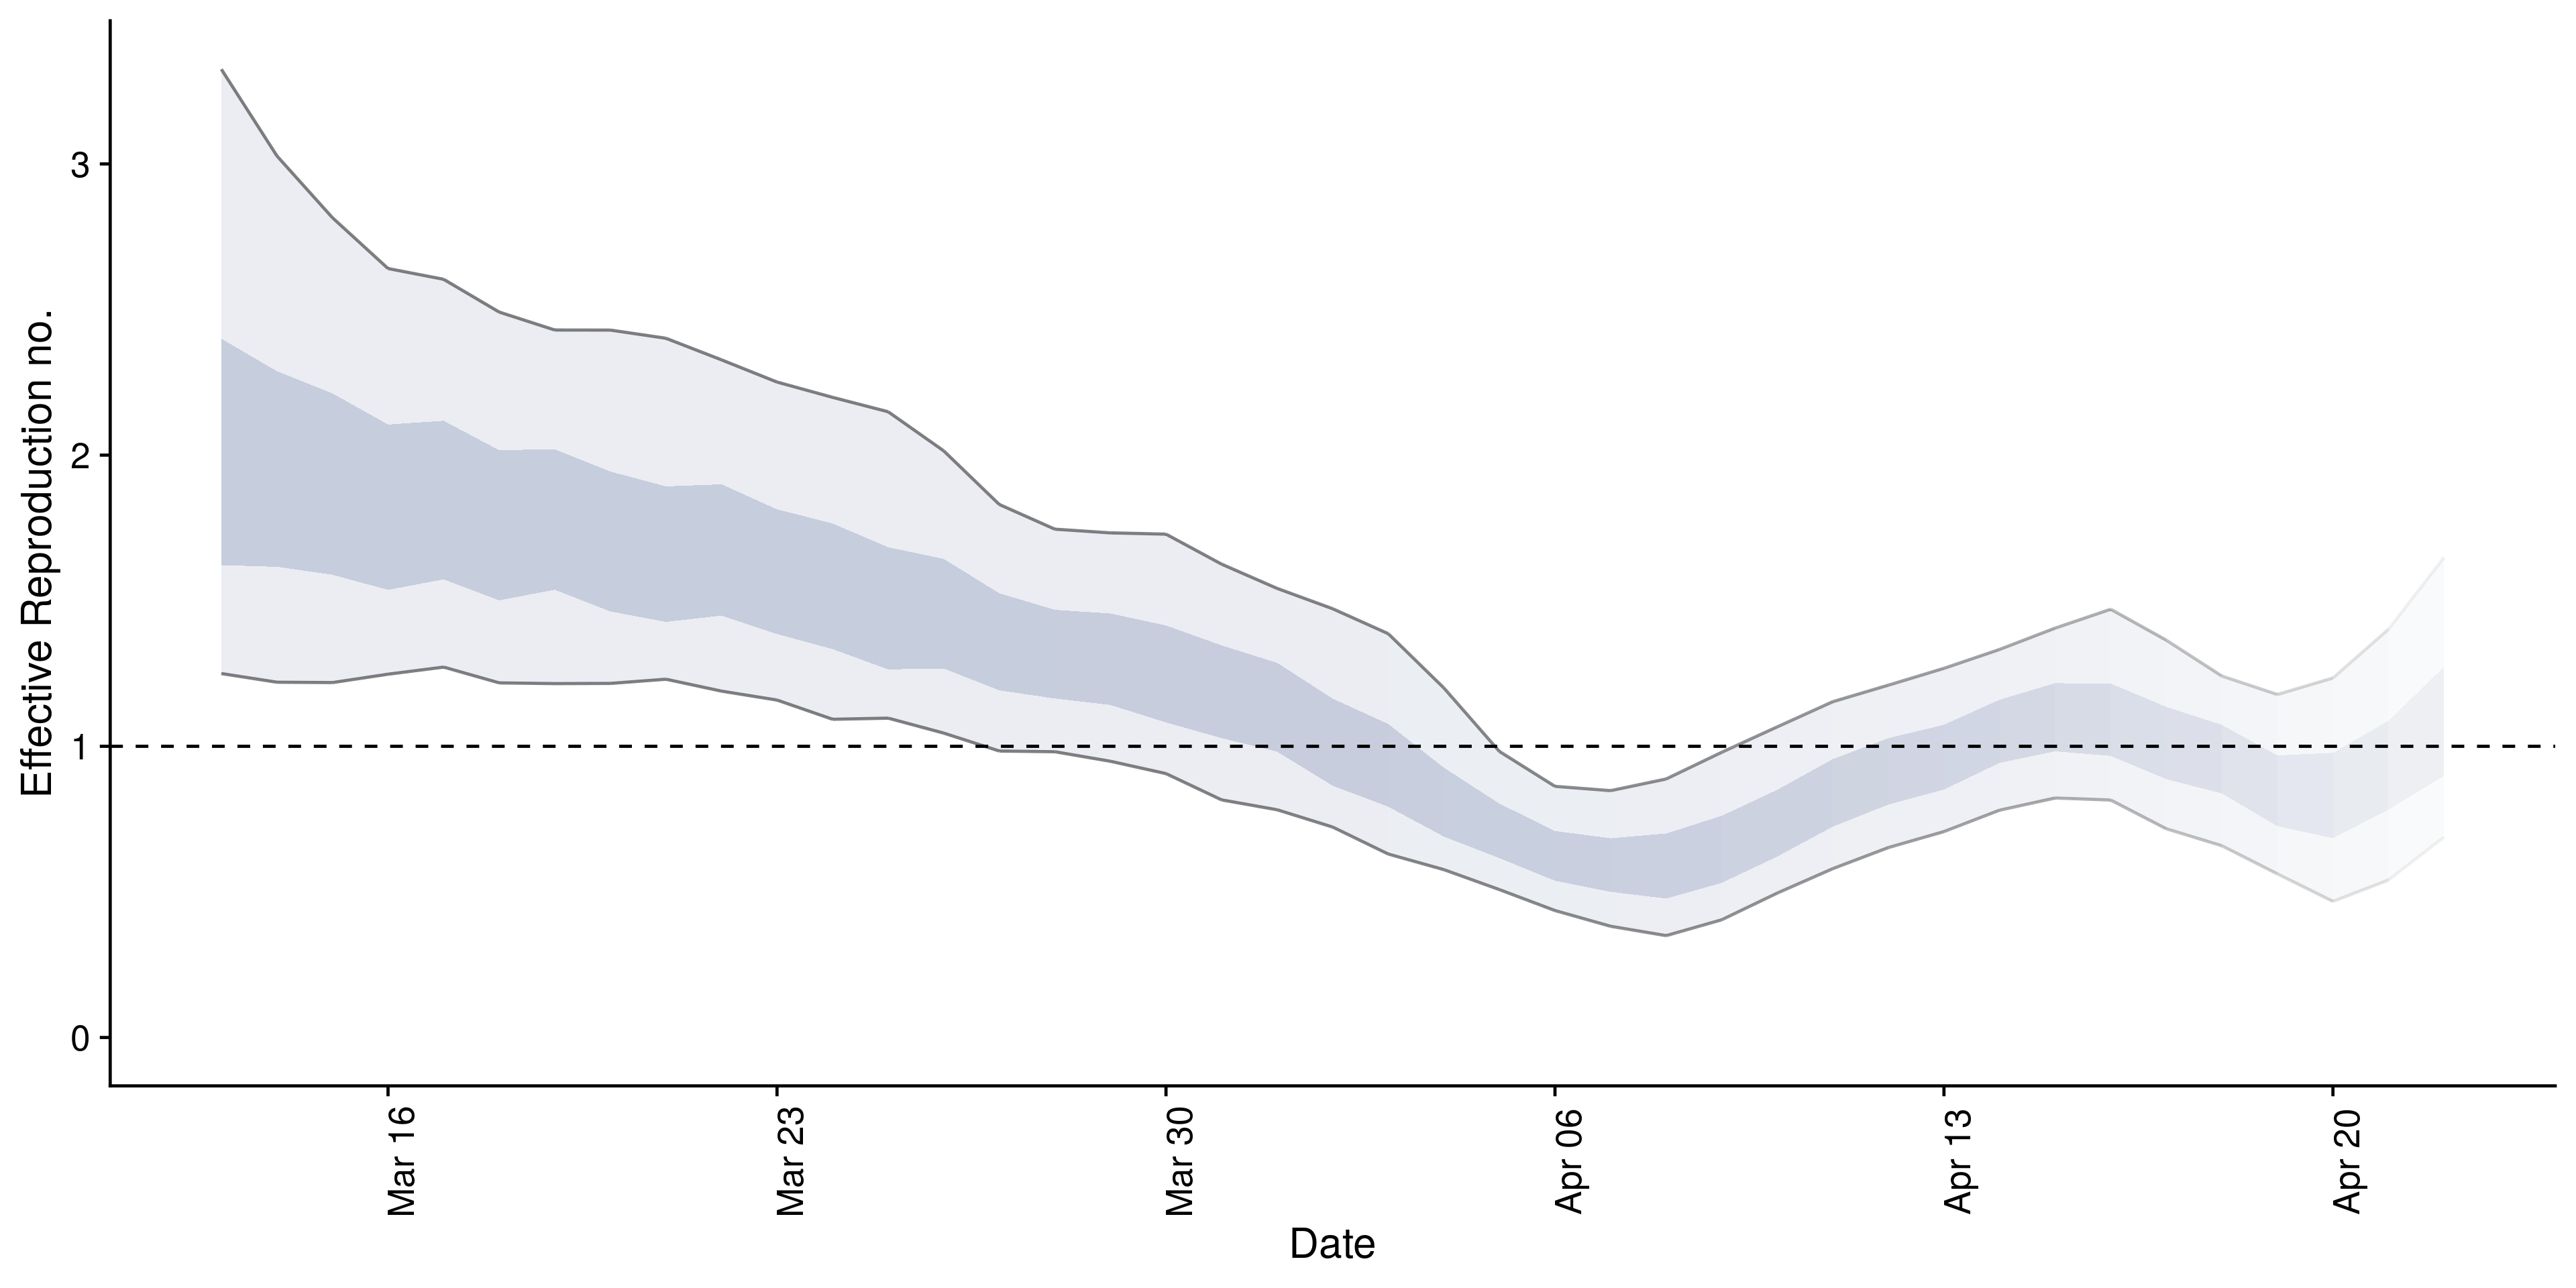 Effective Reproduction no.
3
2
1
0
Mar 16
Mar 23
Mar 30
Apr 06
Apr 13
Apr 20
Date